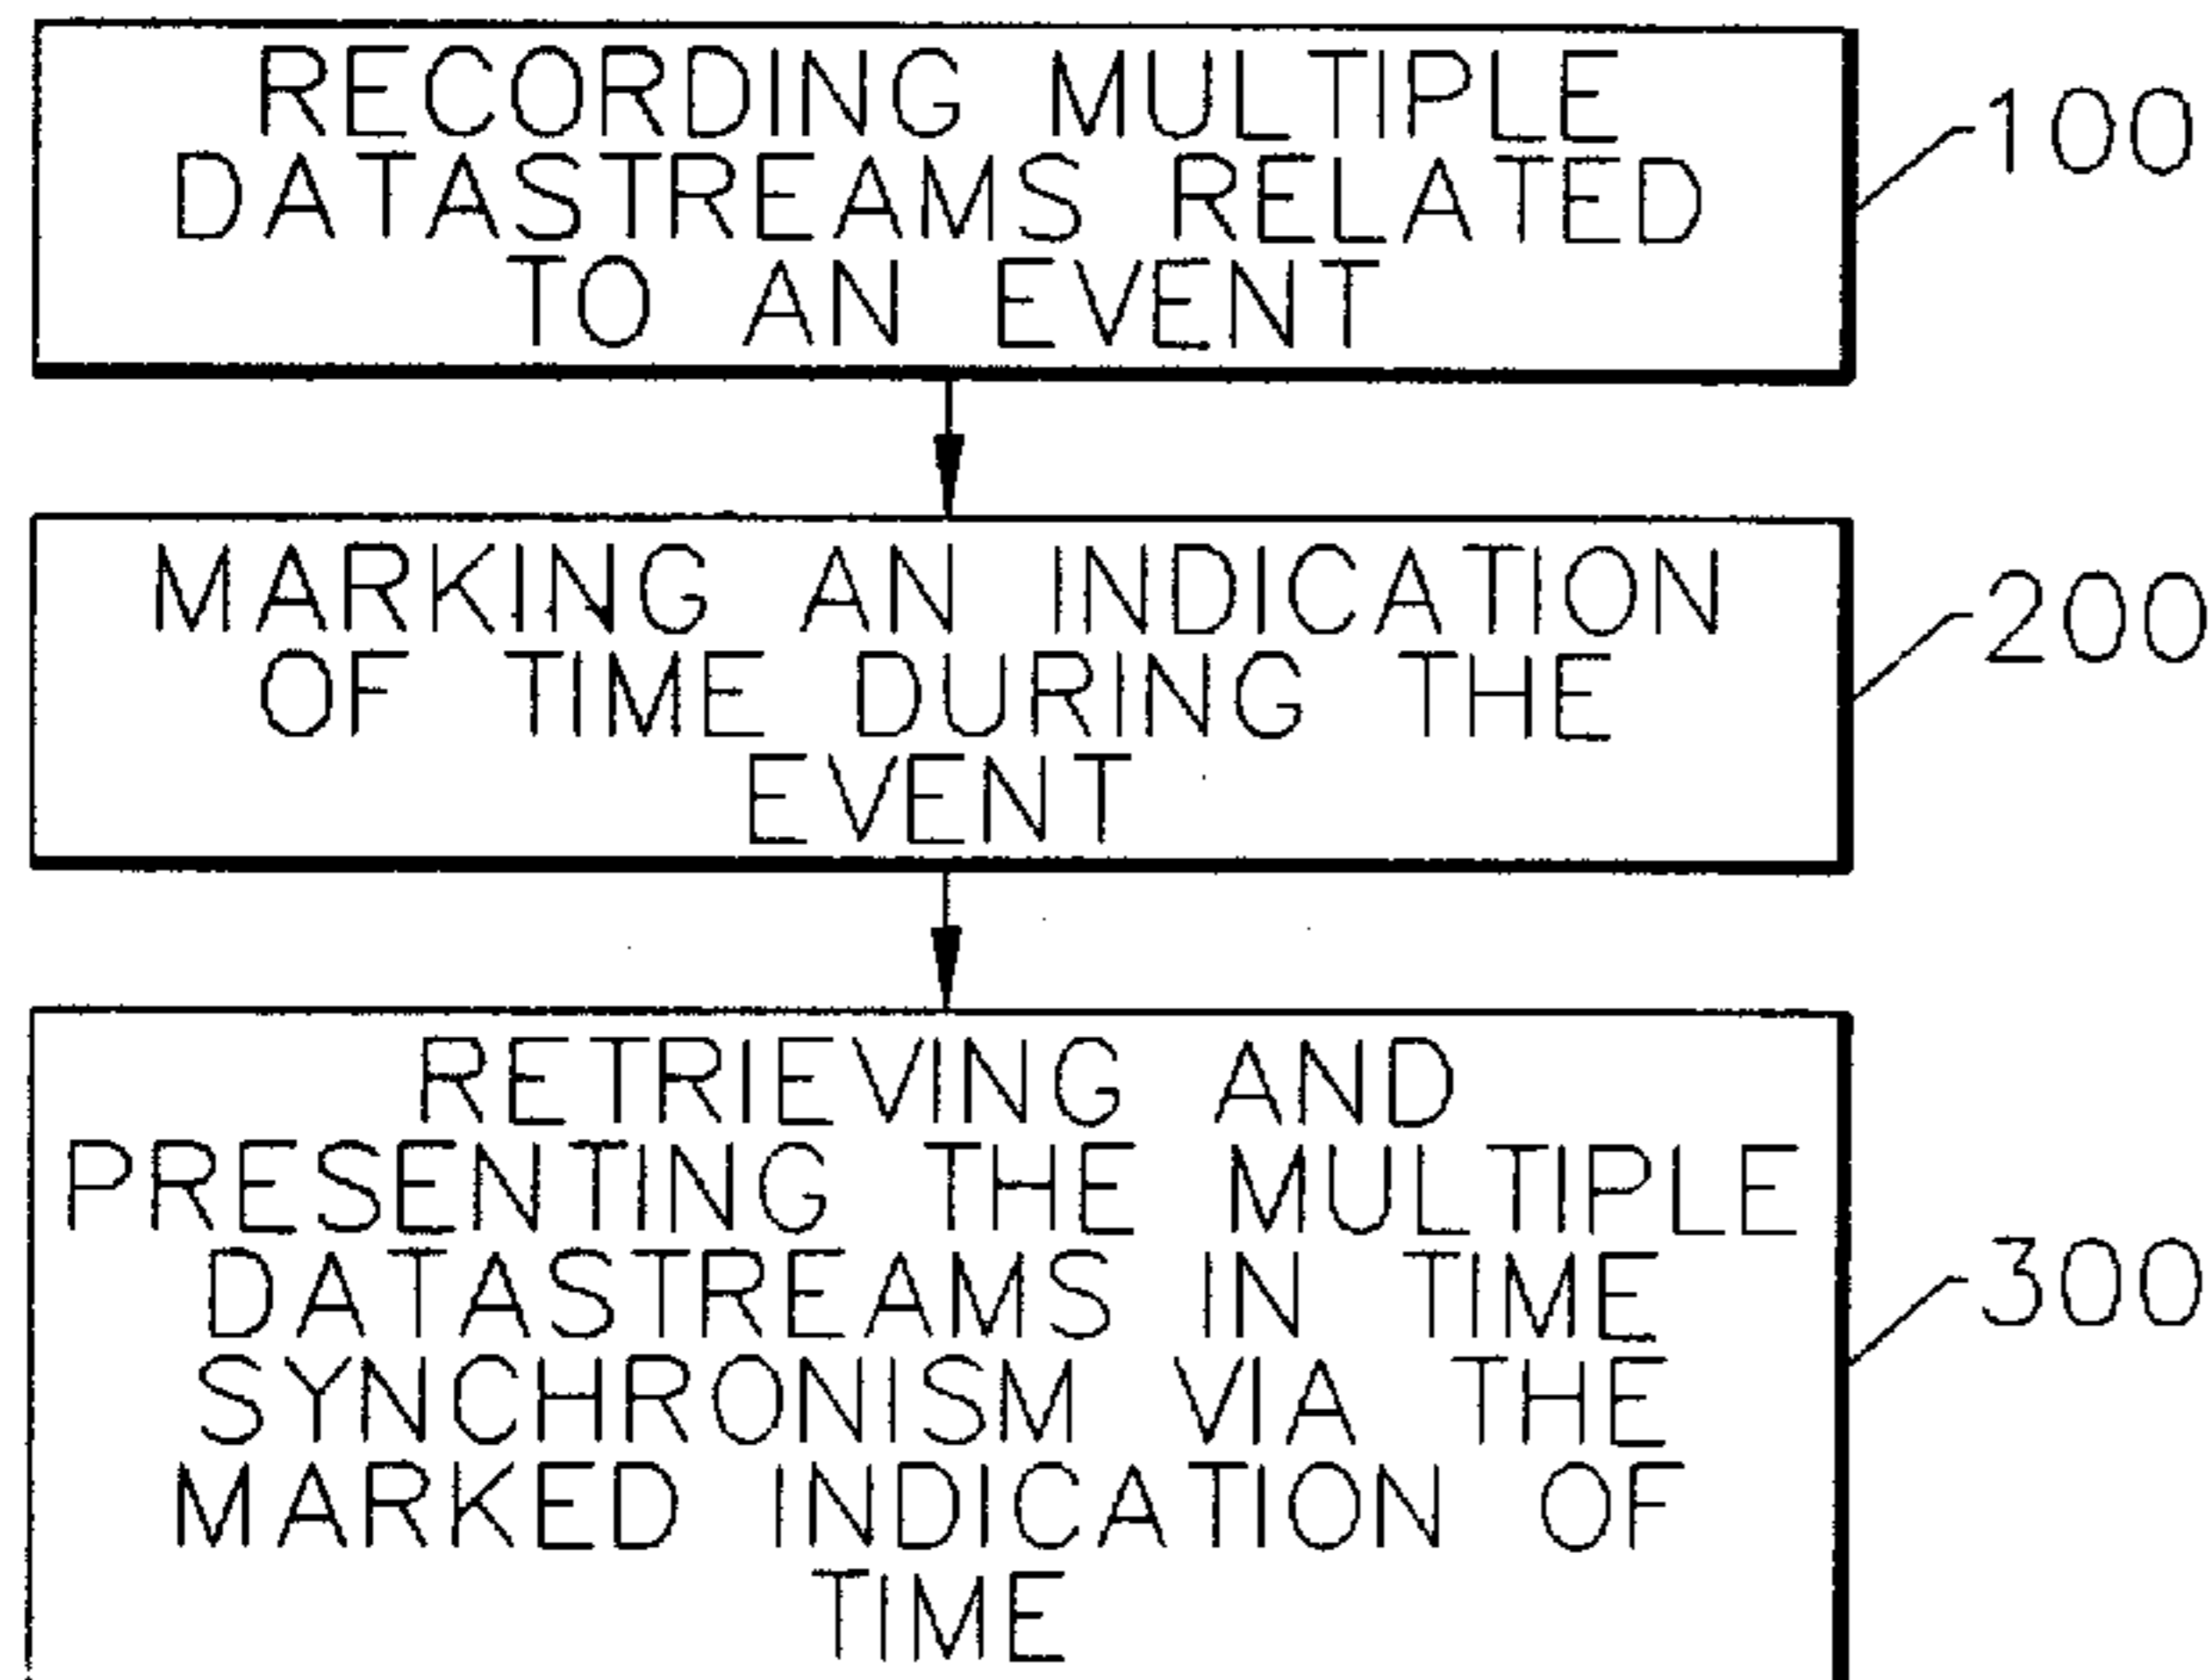 RECORDING MULTIPLE
DATASTREAMS RELATED
TO AN EVENT
100
MARKING AN INDICATION
OF TIME DURING THE
EVENT
200
RETRIEVING AND
PRESENTING THE MULTIPLE
DATASTREAMS IN TIME
SYNCHRONISM VIA THE
MARKED INDICATION OF
TIME
300